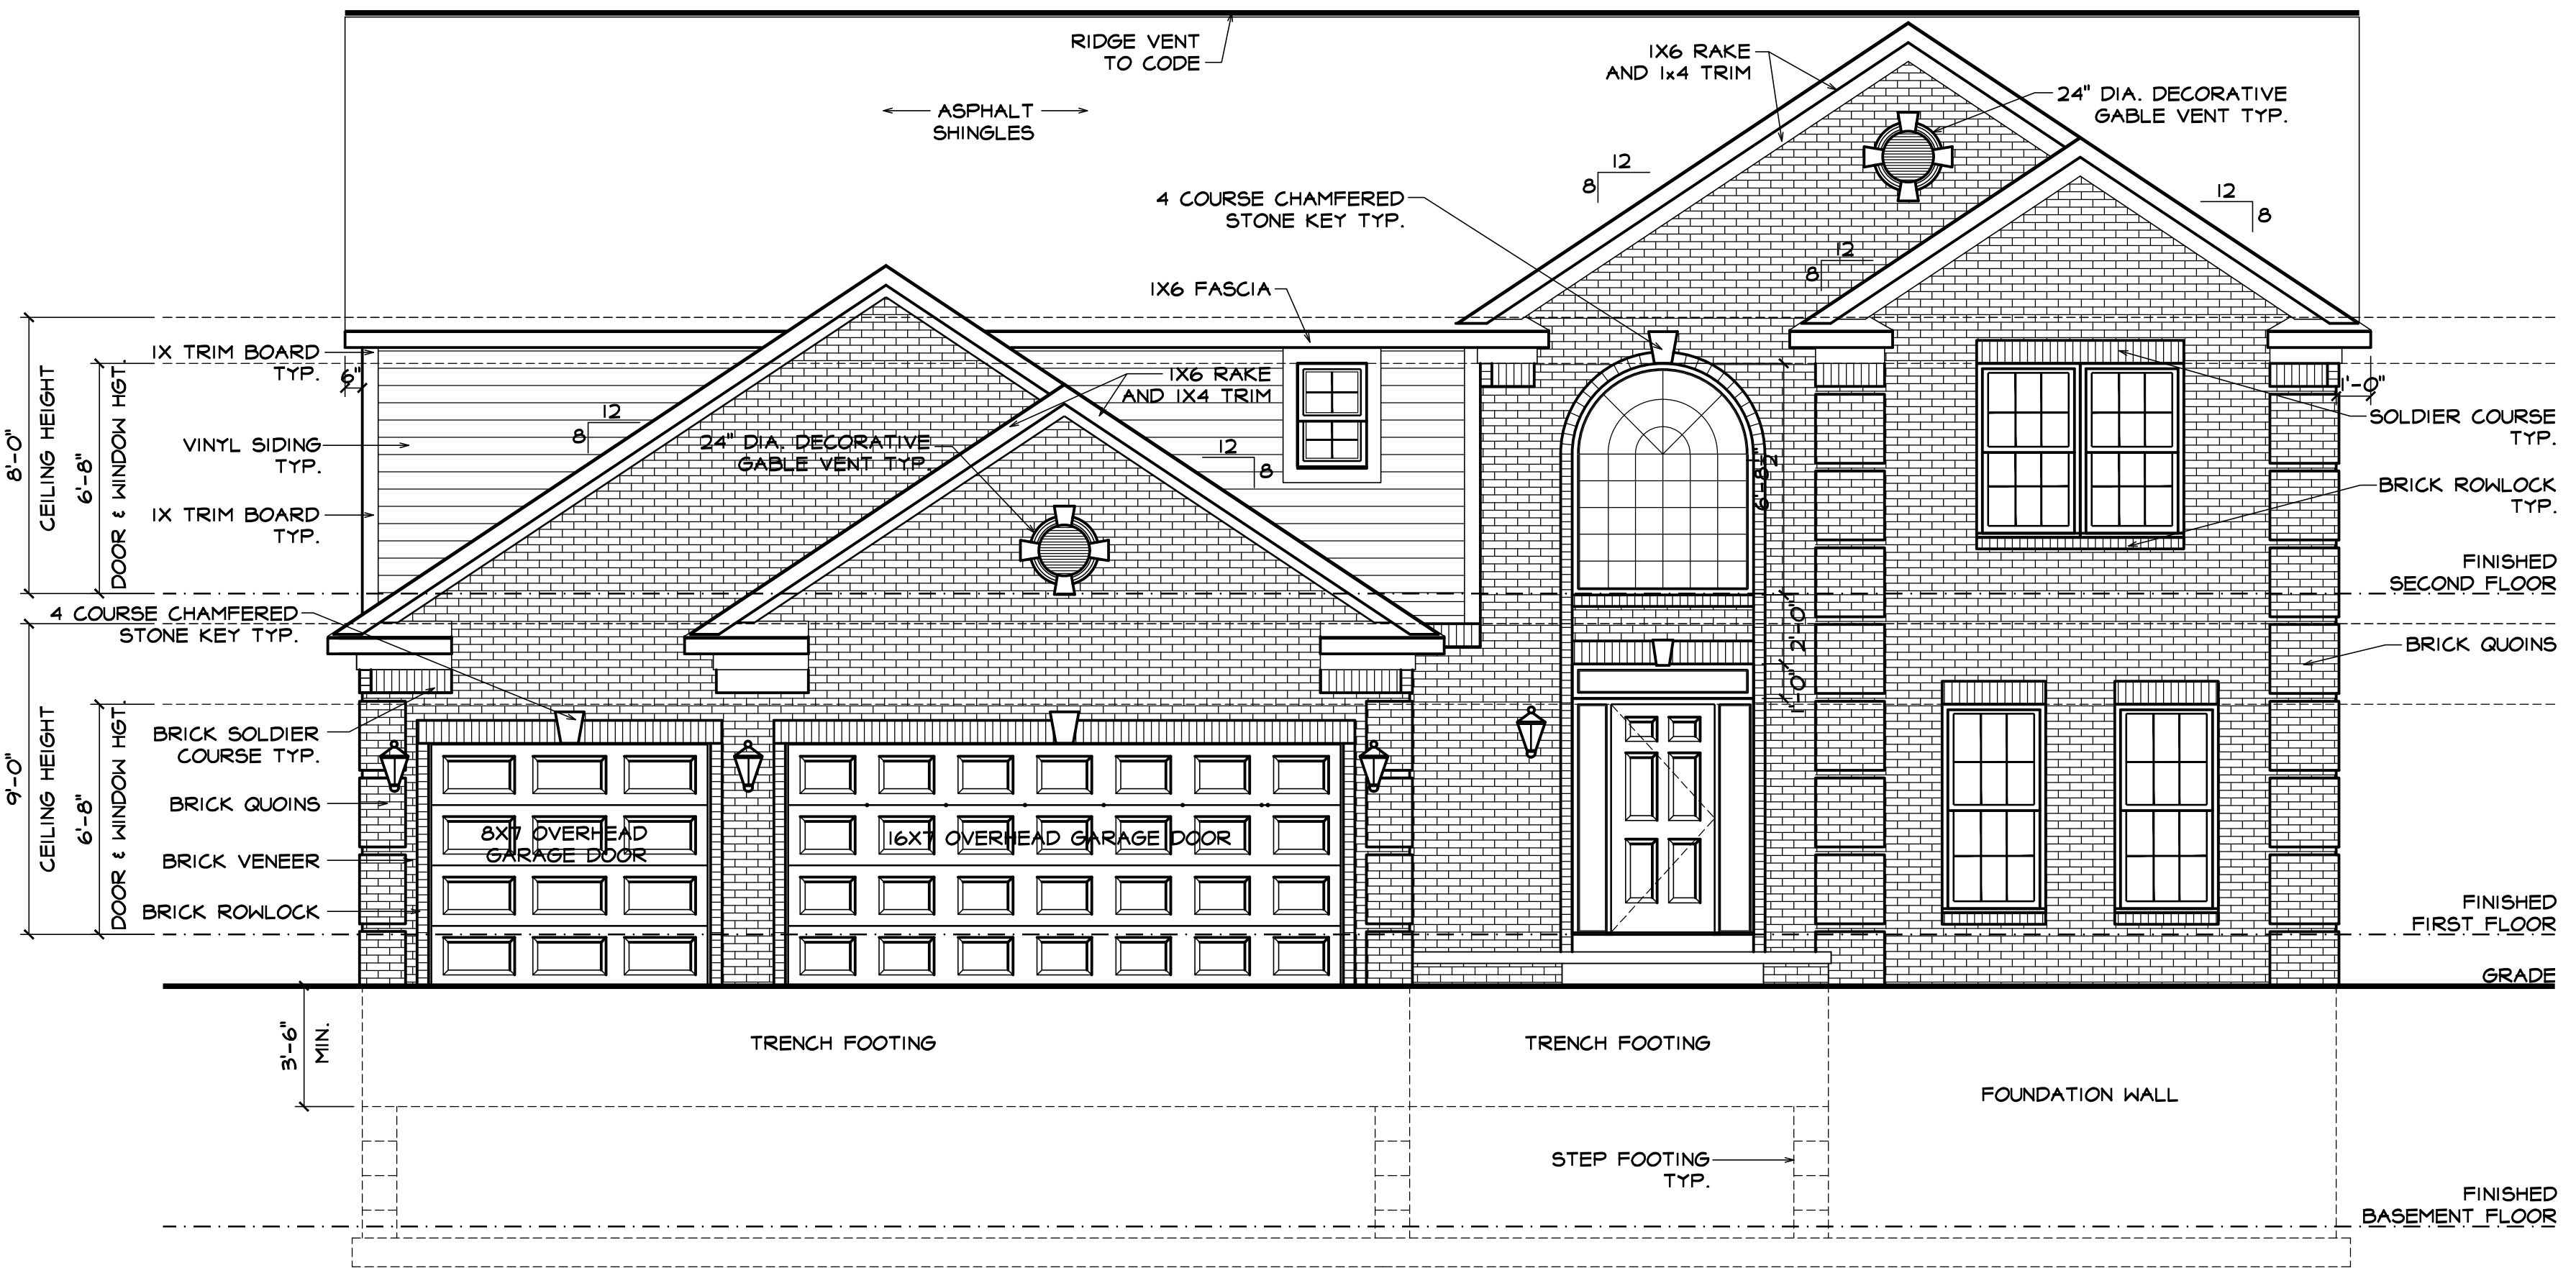 RIDGE VENT
TO CODE
ASPHALT
SHINGLES
1X6 RAKE
AND 1x4 TRIM
24" DIA. DECORATIVE
GABLE VENT TYP.
12
8
12
8
12
8
4 COURSE CHAMFERED
STONE KEY TYP.
1X6 FASCIA
8'-0"
CEILING HEIGHT
6'-8"
DOOR & WINDOW HGT.
1X TRIM BOARD
TYP.
6"
VINYL SIDING
TYP.
1X TRIM BOARD
TYP.
12
8
1X6 RAKE
AND 1X4 TRIM
24" DIA. DECORATIVE
GABLE VENT TYP.
12
8
6'-8 1/2"
1'-0"
SOLDIER COURSE
TYP.
BRICK ROWLOCK
TYP.
FINISHED
SECOND FLOOR
4 COURSE CHAMFERED
STONE KEY TYP.
2'-0"
1'-0"
BRICK QUOINS
9'-0"
CEILING HEIGHT
6'-8"
DOOR & WINDOW HGT.
BRICK SOLDIER
COURSE TYP.
BRICK QUOINS
BRICK VENEER
BRICK ROWLOCK
8X7 OVERHEAD
GARAGE DOOR
16X7 OVERHEAD GARAGE DOOR
FINISHED
FIRST FLOOR
GRADE
3'-6"
MIN.
TRENCH FOOTING
TRENCH FOOTING
FOUNDATION WALL
STEP FOOTING
TYP.
FINISHED
BASEMENT FLOOR